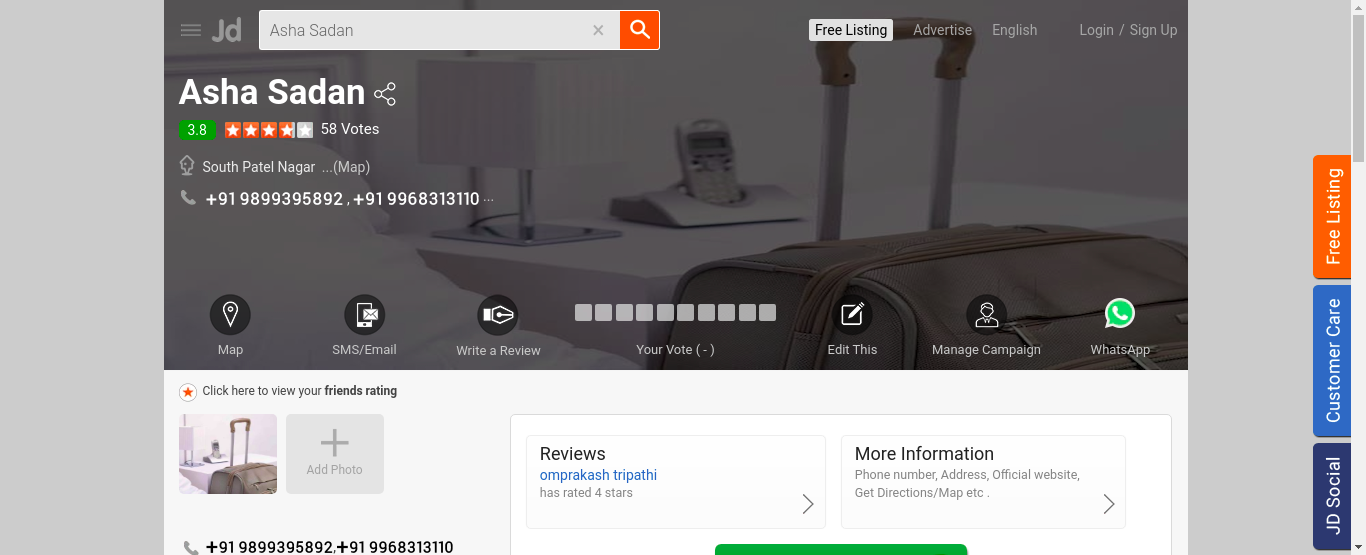 Jd
Asha Sadan
Free Listing
Advertise
English
Login / Sign Up
Asha Sadan
3.8
58 Votes
South Patel Nagar ...(Map)
+91 9899395892 , +91 9968313110 ...
Map
SMS/Email
Write a Review
Your Vote ( - )
Edit This
Manage Campaign
WhatsApp
Click here to view your friends rating
Add Photo
Reviews
omprakash tripathi
has rated 4 stars
More Information
Phone number, Address, Official website,
Get Directions/Map etc .
+91 9899395892,+91 9968313110
Free Listing
Customer Care
JD Social